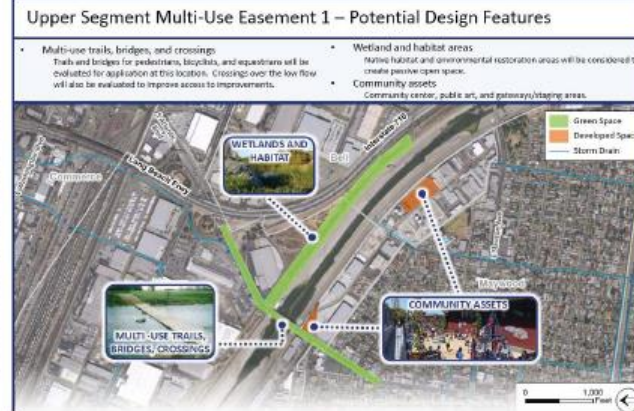 Upper Segment Multi-Use Easement 1 – Potential Design Features
• Multi-use trails, bridges, and crossings
Trails and bridges for pedestrians, bicyclists, and equestrians will be
evaluated for application at this location. Crossings over the low flow
will also be evaluated to improve access to improvements.
• Wetland and habitat areas
Native habitat and environmental restoration areas will be considered t
create passive open space.
• Community assets
Community center, public art, and gateways/staging areas.
Green Space
Developed Spac
Storm Drain
WETLANDS AND
HABITAT
Interstate-710
Bell
Long Beach Frwy
Commerce
Maywood
COMMUNITY ASSETS
MULTI-USE TRAILS,
BRIDGES, CROSSINGS
0 1,000
Feet